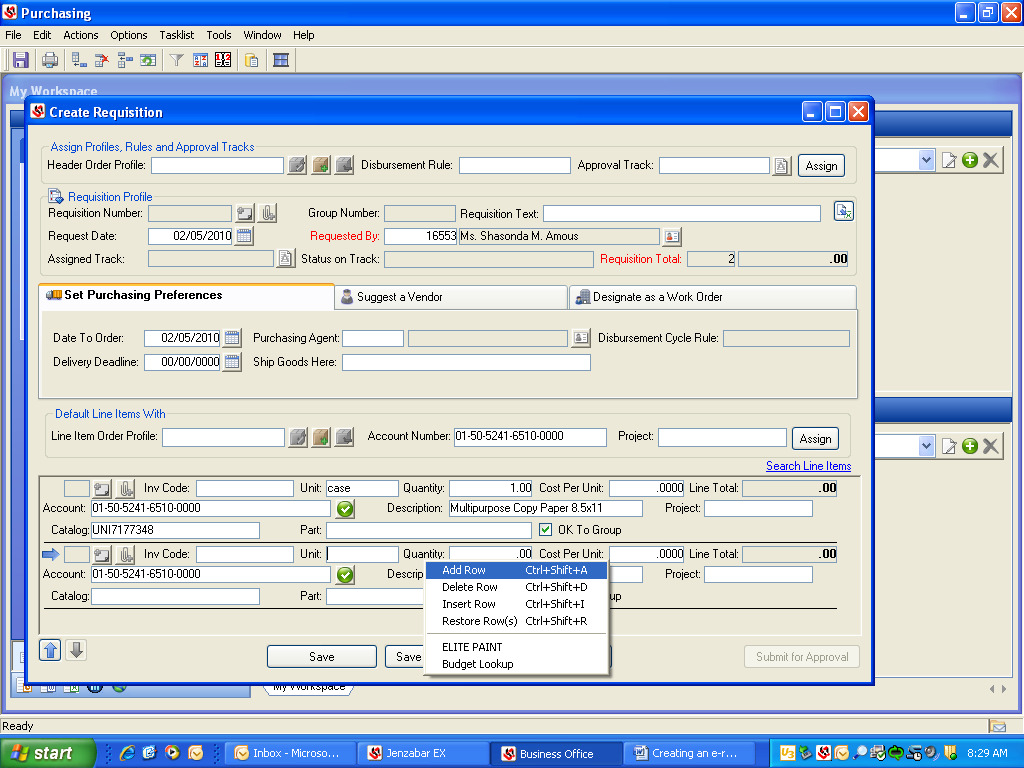 Purchasing
File Edit Actions Options Tasklist Tools Window Help
My Workspace
Create Requisition
Assign Profiles, Rules and Approval Tracks
Header Order Profile: Disbursement Rule: Approval Track: Assign
Requisition Profile
Requisition Number: Group Number: Requisition Text:
Request Date: 02/05/2010 Requested By: 16553 Ms. Shasonda M. Amous
Assigned Track: Status on Track: Requisition Total: 2 .00
Set Purchasing Preferences Suggest a Vendor Designate as a Work Order
Date To Order: 02/05/2010 Purchasing Agent: Disbursement Cycle Rule:
Delivery Deadline: 00/00/0000 Ship Goods Here:
Default Line Items With
Line Item Order Profile: Account Number: 01-50-5241-6510-0000 Project: Assign
Search Line Items
Inv Code: Unit: case Quantity: 1.00 Cost Per Unit: .0000 Line Total: .00
Account: 01-50-5241-6510-0000 Description: Multipurpose Copy Paper 8.5x11 Project:
Catalog: UNI7177348 Part: OK To Group
Inv Code: Unit: Quantity: .00 Cost Per Unit: .0000 Line Total: .00
Account: 01-50-5241-6510-0000 Descrip Project:
Catalog: Part: up
Add Row Ctrl+Shift+A
Delete Row Ctrl+Shift+D
Insert Row Ctrl+Shift+I
Restore Row(s) Ctrl+Shift+R
ELITE PAINT
Budget Lookup
Save Save Submit for Approval
My Workspace
Ready
start Inbox - Microso... Jenzabar EX Business Office Creating an e-r... 8:29 AM